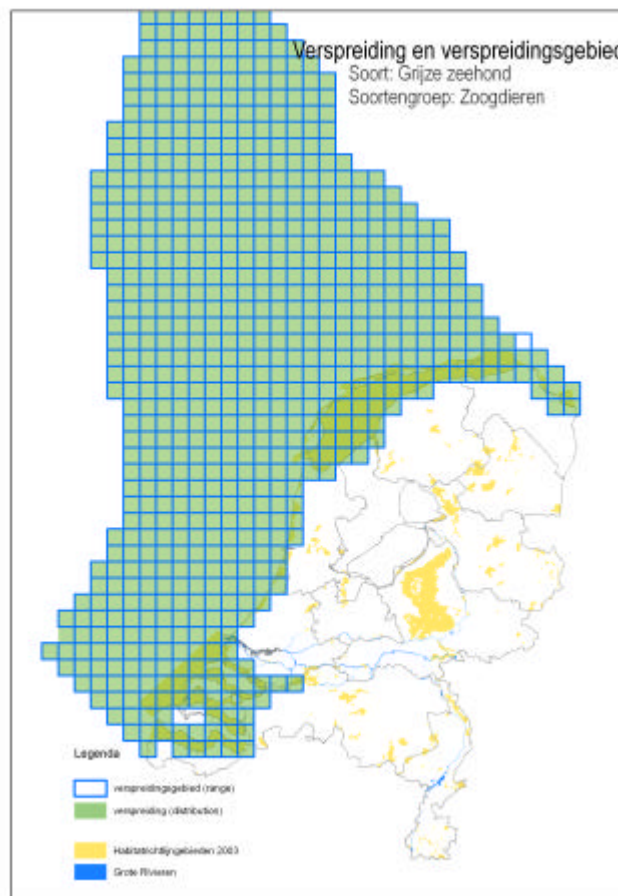 Verspreiding en verspreidingsgebied
Soort: Grijze zeehond
Soortengroep: Zoogdieren
Legenda
verspreidingsgebied (range)
verspreiding (distribution)
Habitatrichtlijngebieden 2003
Grote Rivieren